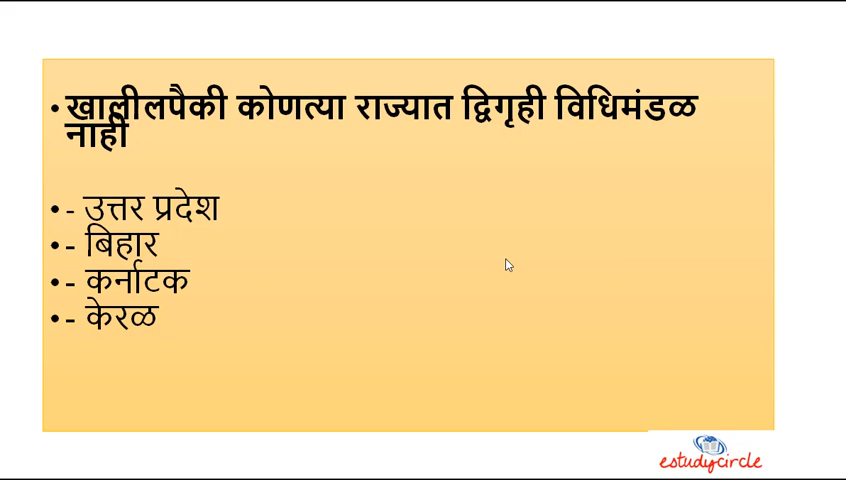 • खालीलपैकी कोणत्या राज्यात द्विगृही विधिमंडळ
नाही
• - उत्तर प्रदेश
• - बिहार
• - कर्नाटक
• - केरळ
estudycircle